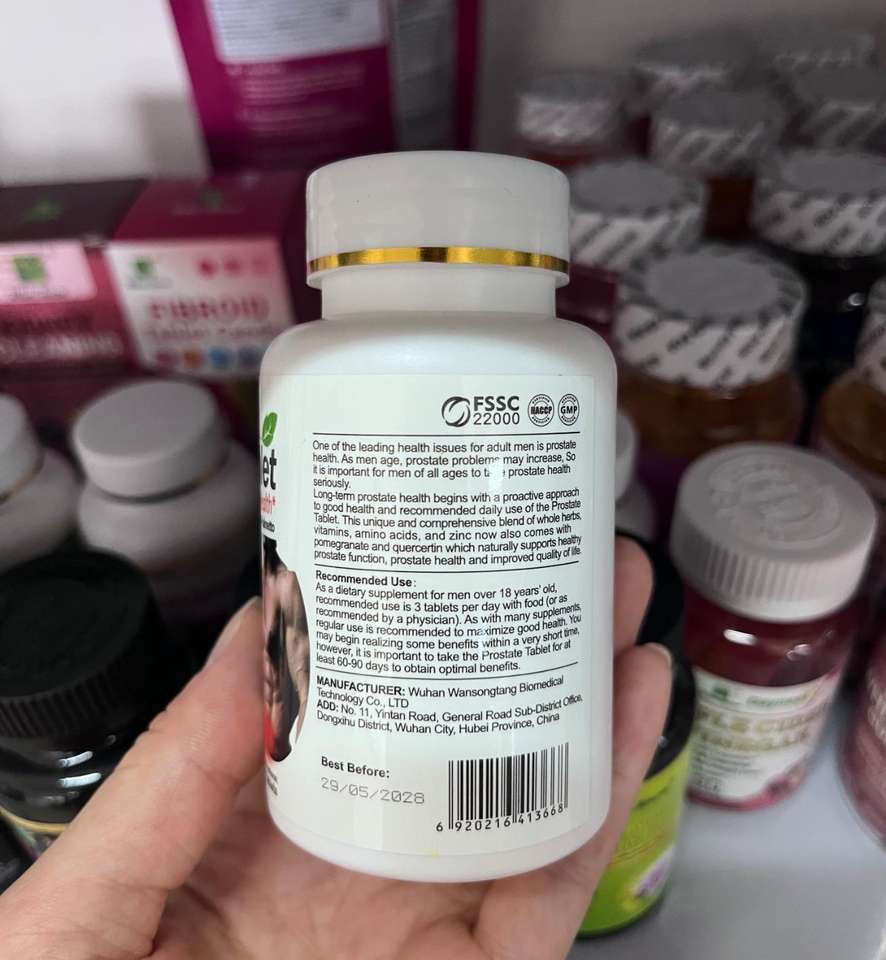 FIBROID
FSSC
22000
HACCP
GMP
et
One of the leading health issues for adult men is prostate
health. As men age, prostate problems may increase, So
it is important for men of all ages to prostate health
seriously.
Long-term prostate health begins with a proactive approach
to good health and recommended daily use of the Prostate
Tablet. This unique and comprehensive blend of whole herbs,
vitamins, amino acids, and zinc now also comes with
pomegranate and quercertin which naturally supports healthy
prostate function, prostate health and improved quality of life.
Recommended Use:
As a dietary supplement for men over 18 years' old,
recommended use is 3 tablets per day with food (or as
recommended by a physician). As with many supplements,
regular use is recommended to maximize good health. You
may begin realizing some benefits within a very short time,
however, it is important to take the Prostate Tablet for at
least 60-90 days to obtain optimal benefits.
MANUFACTURER: Wuhan Wansongtang Biomedical
Technology Co., LTD
ADD: No. 11, Yintan Road, General Road Sub-District Office,
Dongxihu District, Wuhan City, Hubei Province, China
Best Before:
29/05/2028
6 920216 413668